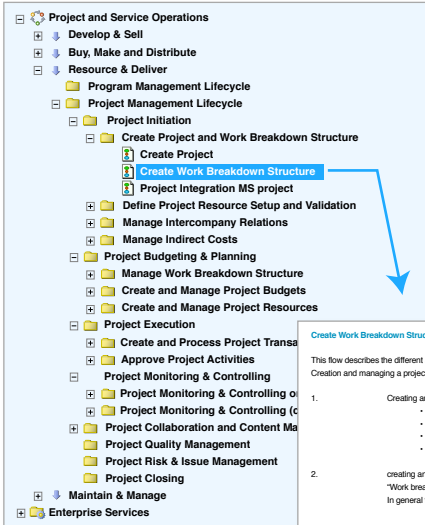 Project and Service Operations
Develop & Sell
Buy, Make and Distribute
Resource & Deliver
Program Management Lifecycle
Project Management Lifecycle
Project Initiation
Create Project and Work Breakdown Structure
Create Project
Create Work Breakdown Structure
Project Integration MS project
Define Project Resource Setup and Validation
Manage Intercompany Relations
Manage Indirect Costs
Project Budgeting & Planning
Manage Work Breakdown Structure
Create and Manage Project Budgets
Create and Manage Project Resources
Project Execution
Create and Process Project Transa
Approve Project Activities
Project Monitoring & Controlling
Project Monitoring & Controlling o
Project Monitoring & Controlling (c
Project Collaboration and Content Ma
Project Quality Management
Project Risk & Issue Management
Project Closing
Maintain & Manage
Enterprise Services
Create Work Breakdown Struc
This flow describes the different
Creation and managing a projec
1. Creating an
•
•
•
•
2. creating an
"Work brea
In general